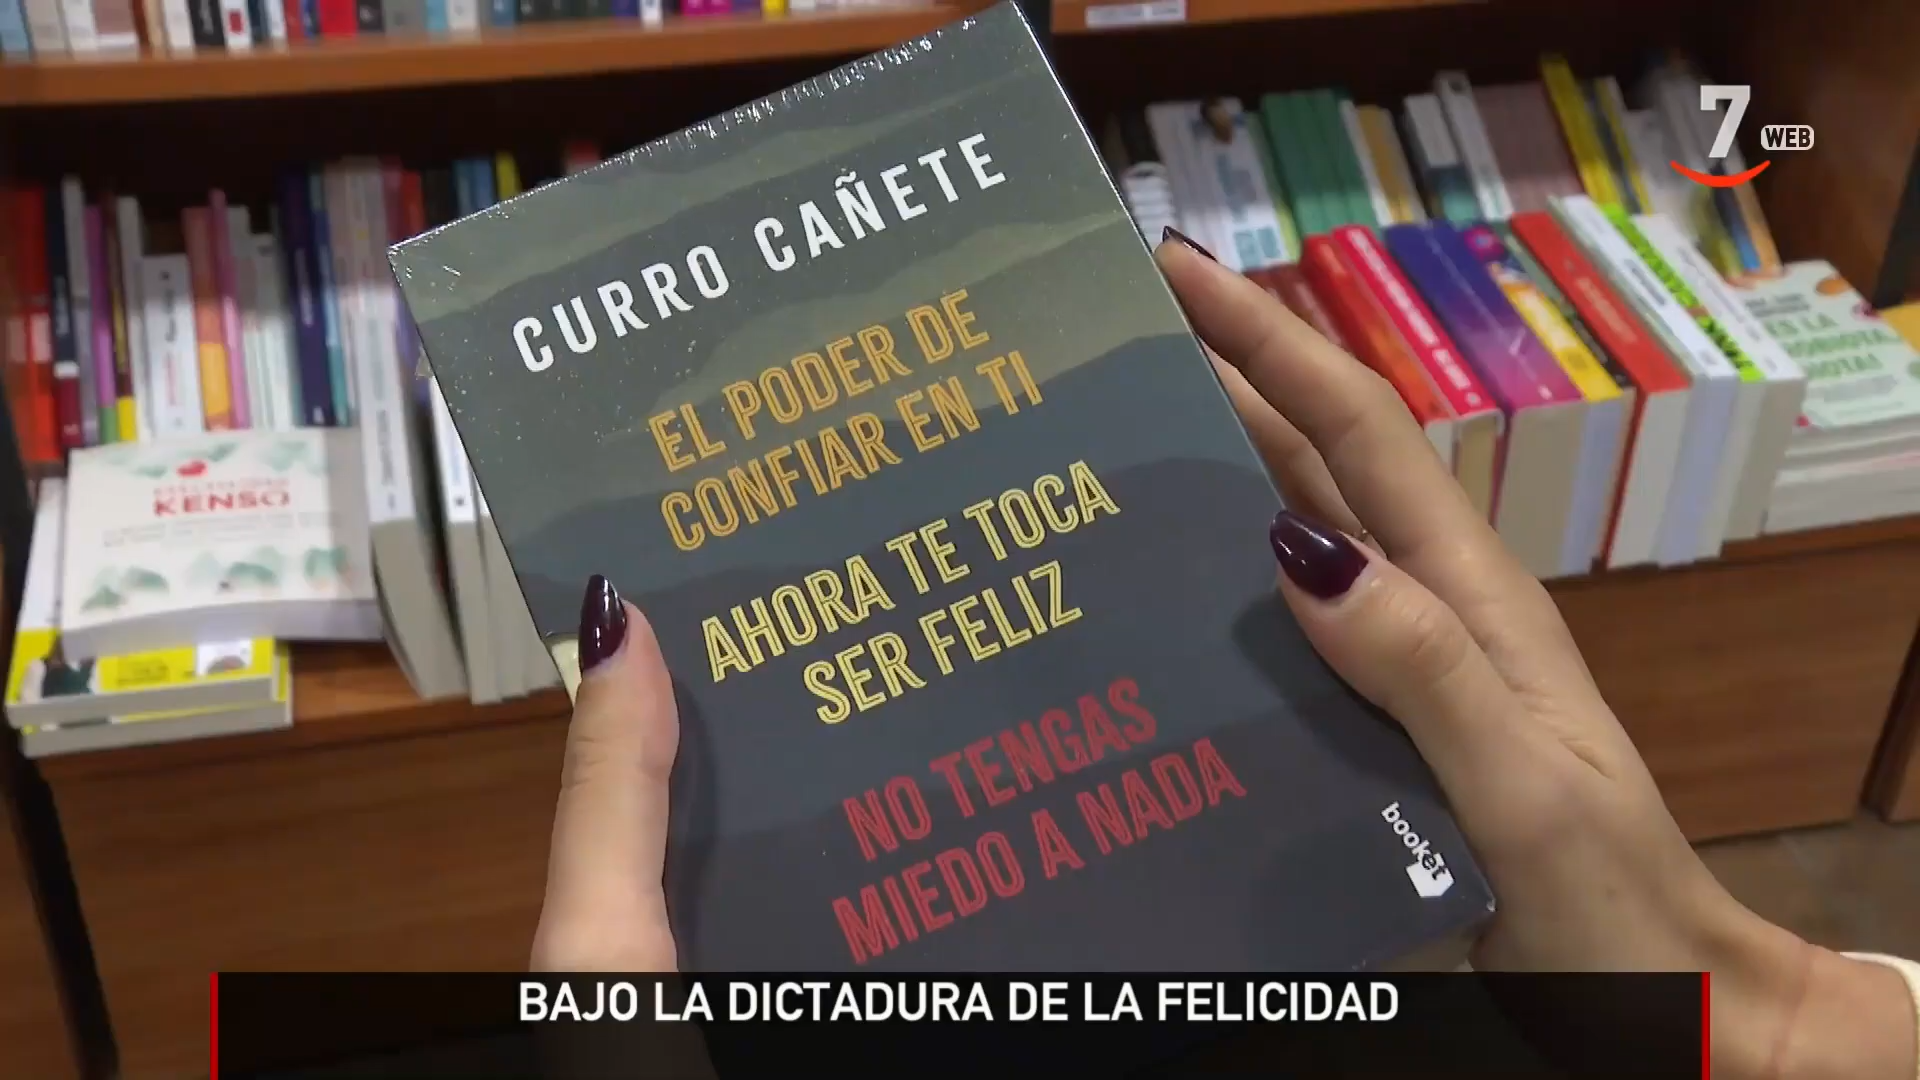 CURRO CAÑETE
EL PODER DE
CONFIAR EN TI
AHORA TE TOCA
SER FELIZ
NO TENGAS
MIEDO A NADA
booket
KENSO
7
WEB
BAJO LA DICTADURA DE LA FELICIDAD